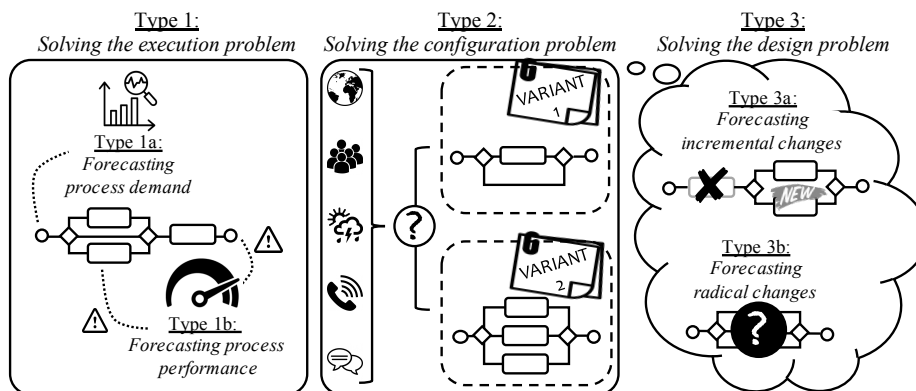 Type 1:
Solving the execution problem
Type 1a:
Forecasting
process demand
Type 1b:
Forecasting process
performance
Type 2:
Solving the configuration problem
VARIANT
1
?
VARIANT
2
Type 3:
Solving the design problem
Type 3a:
Forecasting
incremental changes
NEW
Type 3b:
Forecasting
radical changes
?